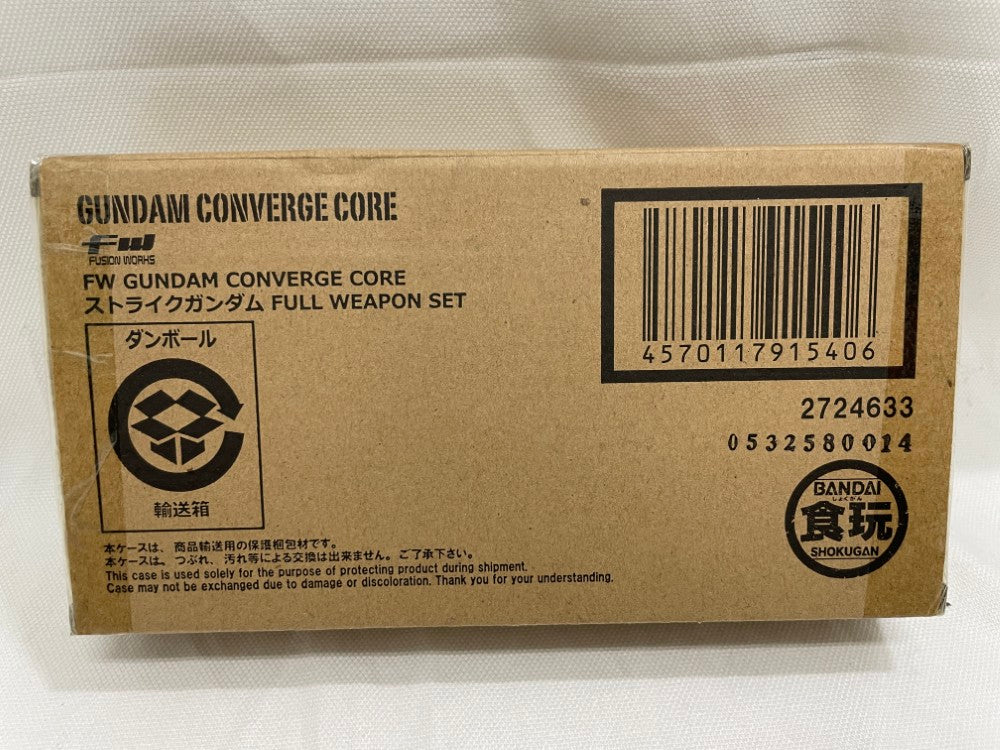 GUNDAM CONVERGE CORE
FW
FUSION WORKS
FW GUNDAM CONVERGE CORE
ストライクガンダム FULL WEAPON SET
ダンボール
輸送箱
本ケースは、商品輸送用の保護梱包材です。
本ケースは、つぶれ、汚れ等による交換は出来ません。ご了承下さい。
This case is used solely for the purpose of protecting product during shipment.
Case may not be exchanged due to damage or discoloration. Thank you for your understanding.
4570117915406
2724633
0532580014
BANDAI
しょくがん
食玩
SHOKUGAN